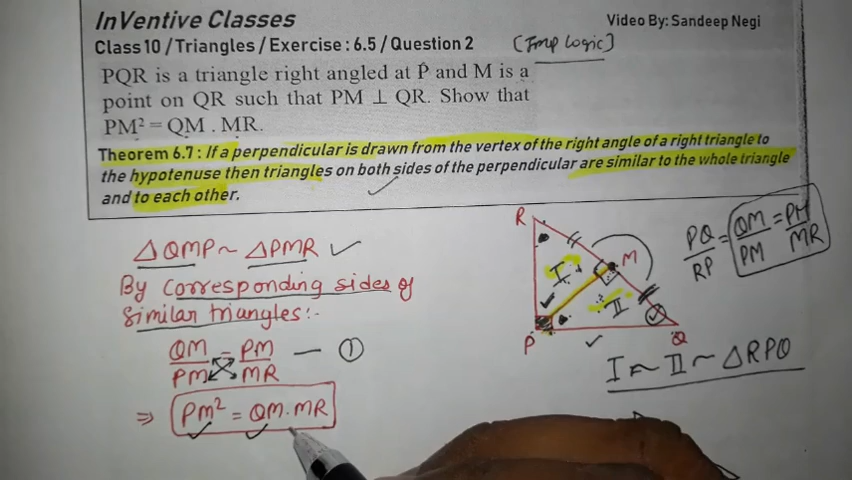 InVentive Classes
Video By: Sandeep Negi
Class 10 / Triangles / Exercise : 6.5 / Question 2
[Imp logic]
PQR is a triangle right angled at P and M is a
point on QR such that PM ⊥ QR. Show that
PM² = QM . MR.
Theorem 6.7 : If a perpendicular is drawn from the vertex of the right angle of a right triangle to
the hypotenuse then triangles on both sides of the perpendicular are similar to the whole triangle
and to each other.
△QMP ~ △PMR ✓
By corresponding sides of
similar triangles:-
QM/PM = PM/MR — ①
⇒ PM² = QM.MR
R
M
I
II
P
Q
PQ/RP = QM/PM = PM/MR
I ~ II ~ △RPQ